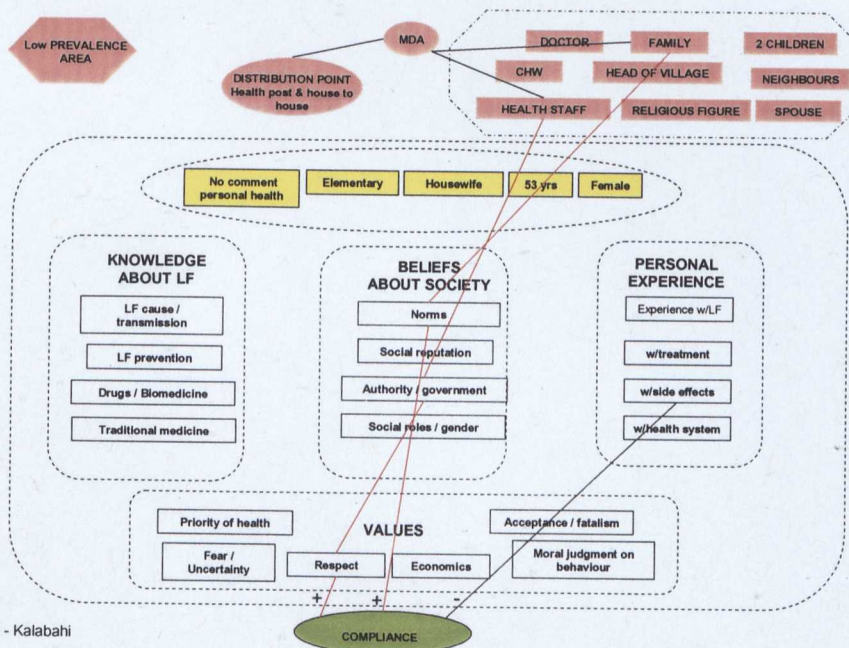 Low PREVALENCE
AREA
MDA
DISTRIBUTION POINT
Health post & house to
house
DOCTOR
FAMILY
2 CHILDREN
CHW
HEAD OF VILLAGE
NEIGHBOURS
HEALTH STAFF
RELIGIOUS FIGURE
SPOUSE
No comment
personal health
Elementary
Housewife
53 yrs
Female
KNOWLEDGE
ABOUT LF
LF cause /
transmission
LF prevention
Drugs / Biomedicine
Traditional medicine
BELIEFS
ABOUT SOCIETY
Norms
Social reputation
Authority / government
Social roles / gender
PERSONAL
EXPERIENCE
Experience w/LF
w/treatment
w/side effects
w/health system
VALUES
Priority of health
Acceptance / fatalism
Fear /
Uncertainty
Respect
Economics
Moral judgment on
behaviour
+
+
-
COMPLIANCE
- Kalabahi